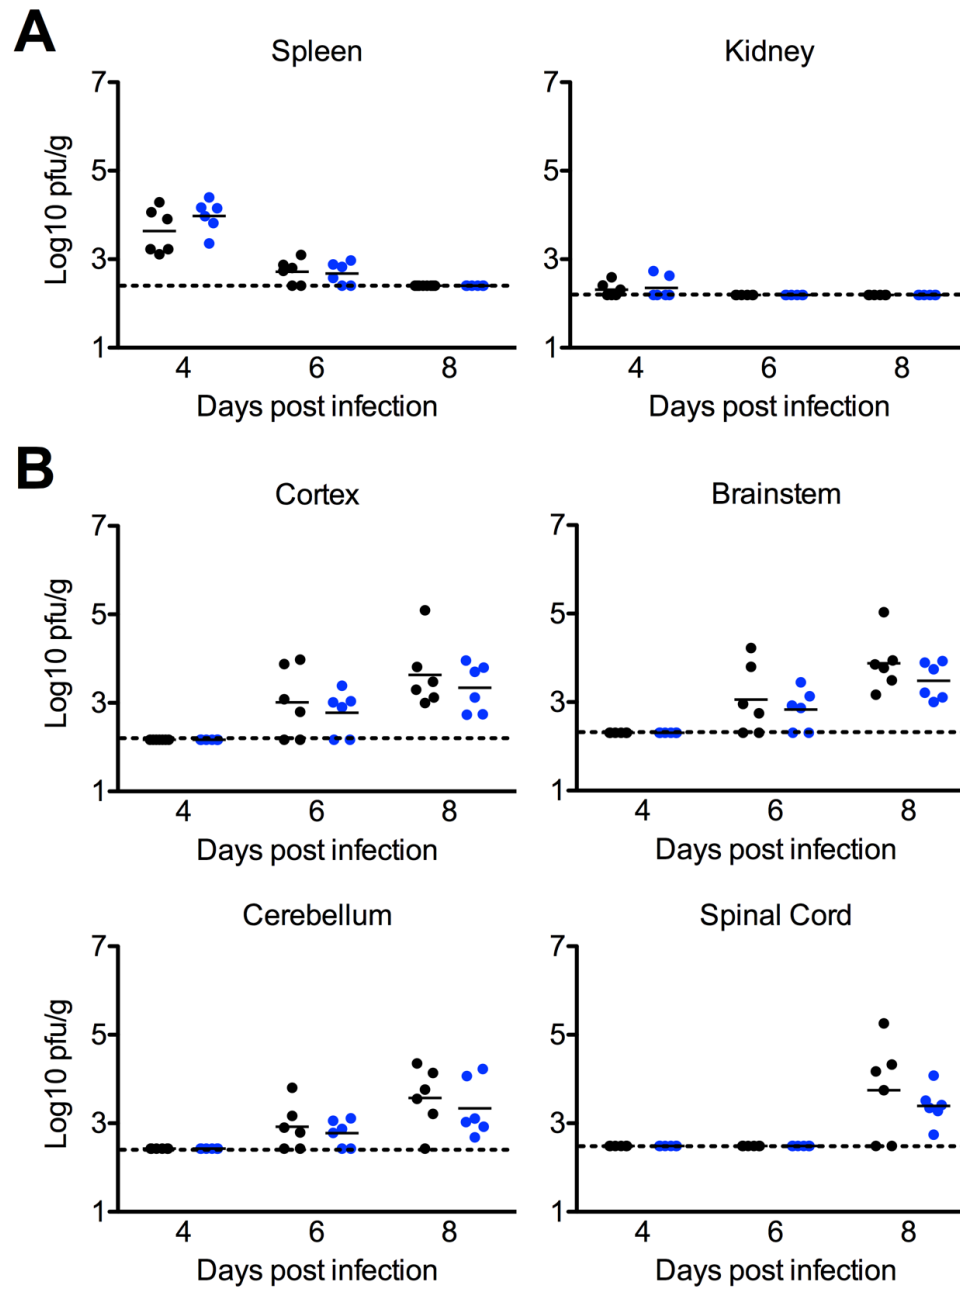 A
Spleen
Kidney
7
5
3
1
Log10 pfu/g
4 6 8
Days post infection
7
5
3
1
4 6 8
Days post infection
B
Cortex
Brainstem
7
5
3
1
Log10 pfu/g
4 6 8
Days post infection
7
5
3
1
4 6 8
Days post infection
Cerebellum
Spinal Cord
7
5
3
1
Log10 pfu/g
4 6 8
Days post infection
7
5
3
1
4 6 8
Days post infection